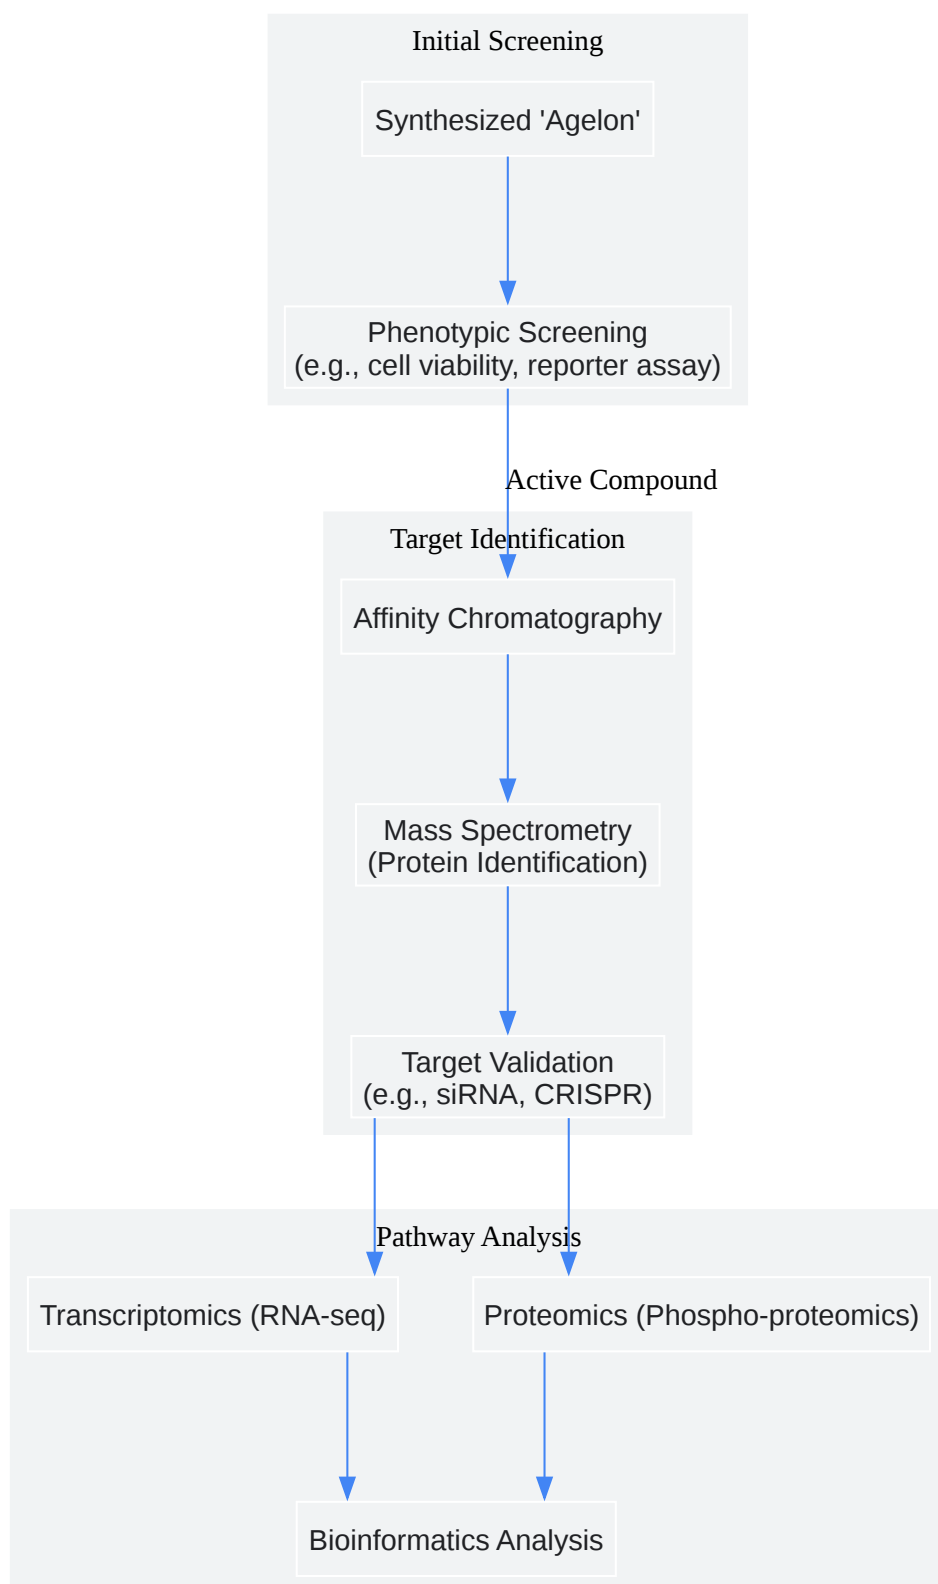 Initial Screening
Synthesized 'Agelon'
Phenotypic Screening
(e.g., cell viability, reporter assay)
Active Compound
Target Identification
Affinity Chromatography
Mass Spectrometry
(Protein Identification)
Target Validation
(e.g., siRNA, CRISPR)
Pathway Analysis
Transcriptomics (RNA-seq)
Proteomics (Phospho-proteomics)
Bioinformatics Analysis